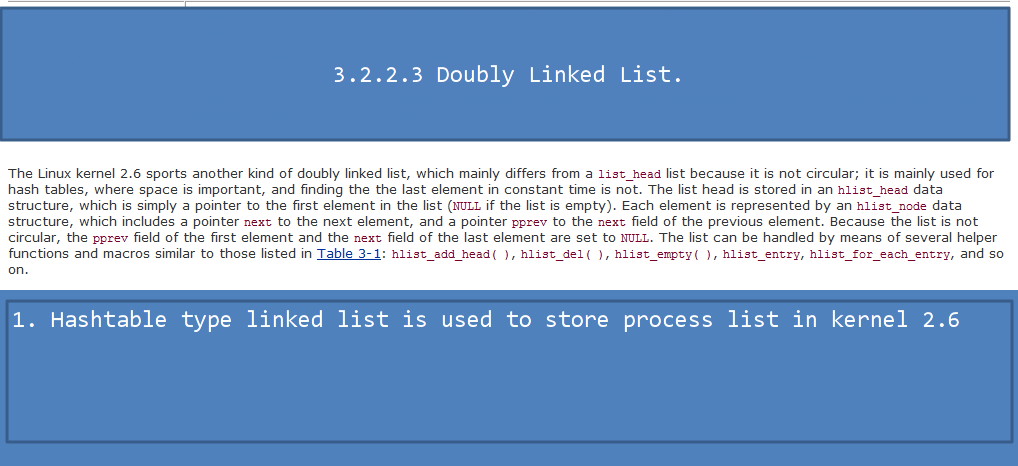 3.2.2.3 Doubly Linked List.
The Linux kernel 2.6 sports another kind of doubly linked list, which mainly differs from a list_head list because it is not circular; it is mainly used for
hash tables, where space is important, and finding the the last element in constant time is not. The list head is stored in an hlist_head data
structure, which is simply a pointer to the first element in the list (NULL if the list is empty). Each element is represented by an hlist_node data
structure, which includes a pointer next to the next element, and a pointer pprev to the next field of the previous element. Because the list is not
circular, the pprev field of the first element and the next field of the last element are set to NULL. The list can be handled by means of several helper
functions and macros similar to those listed in Table 3-1: hlist_add_head( ), hlist_del( ), hlist_empty( ), hlist_entry, hlist_for_each_entry, and so
on.
1. Hashtable type linked list is used to store process list in kernel 2.6